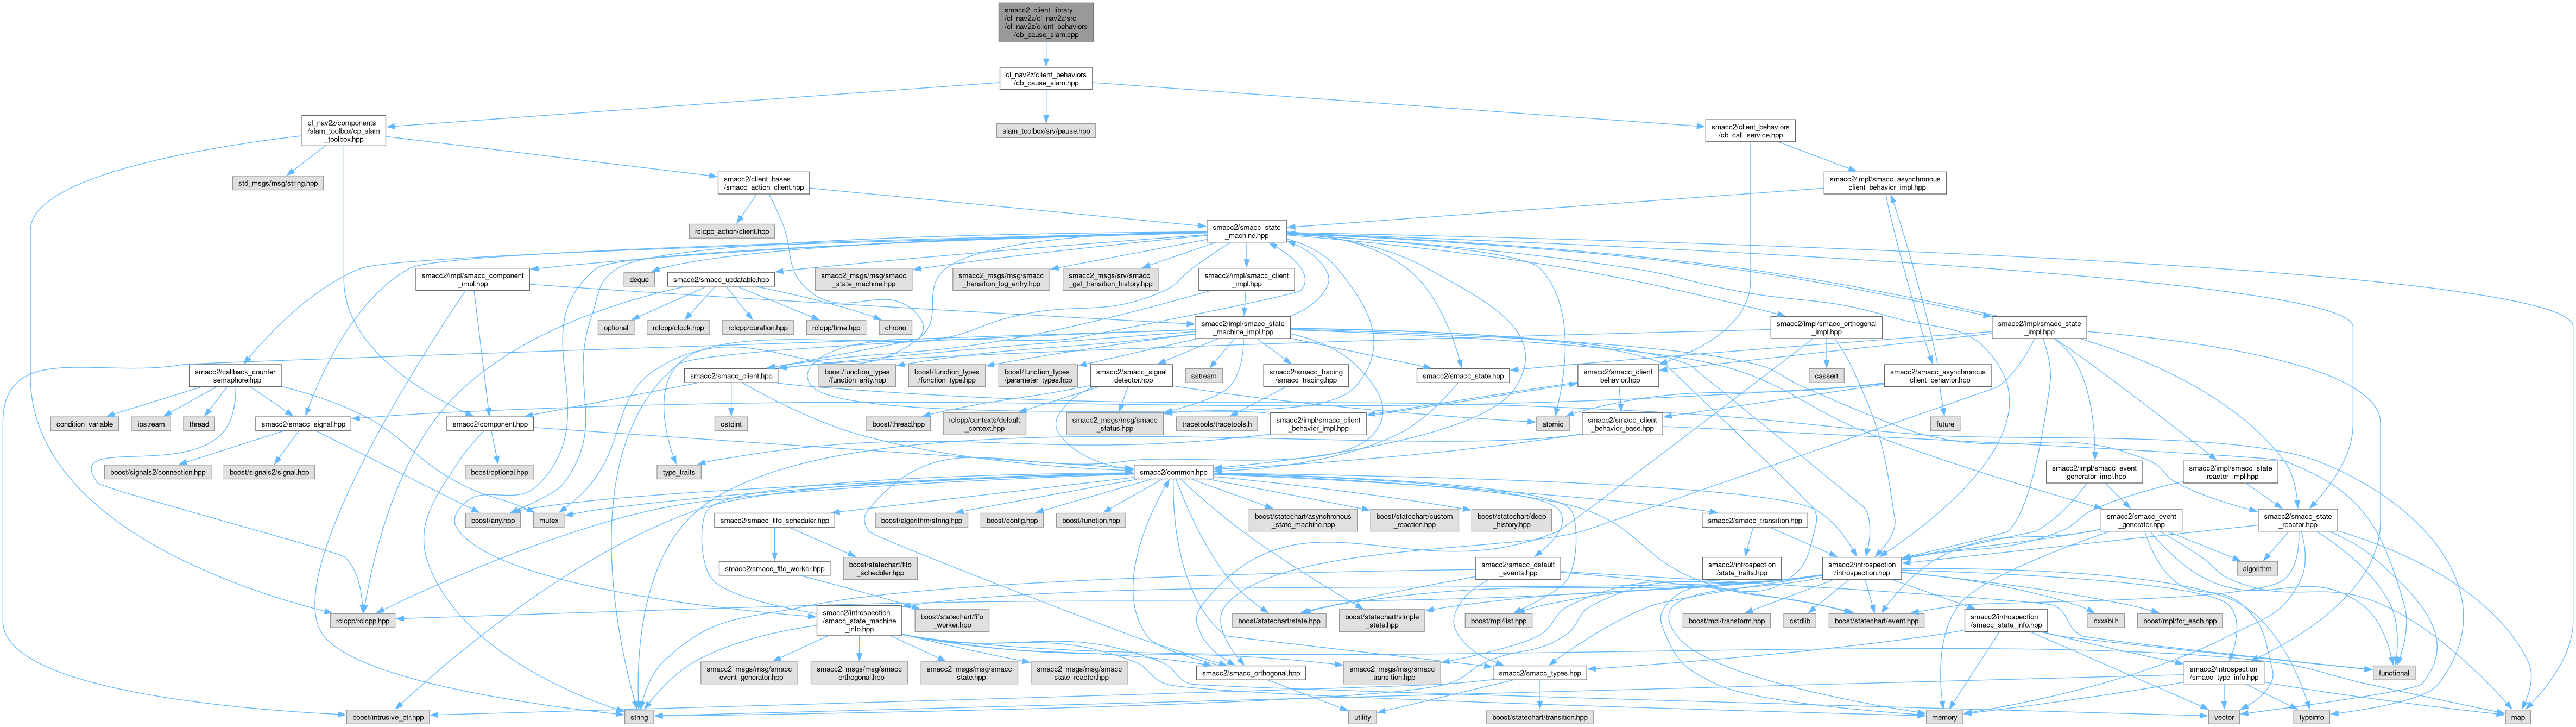 smacc2_client_library
/cl_nav2z/cl_nav2z/src
/cl_nav2z/client_behaviors
/cb_pause_slam.cpp
cl_nav2z/client_behaviors
/cb_pause_slam.hpp
cl_nav2z/components
/slam_toolbox/cp_slam
_toolbox.hpp
slam_toolbox/srv/pause.hpp
smacc2/client_behaviors
/cb_call_service.hpp
std_msgs/msg/string.hpp
smacc2/client_bases
/smacc_action_client.hpp
smacc2/impl/smacc_asynchronous
_client_behavior_impl.hpp
rclcpp_action/client.hpp
smacc2/smacc_state
_machine.hpp
smacc2/impl/smacc_component
_impl.hpp
deque
smacc2/smacc_updatable.hpp
smacc2_msgs/msg/smacc
_state_machine.hpp
smacc2_msgs/msg/smacc
_transition_log_entry.hpp
smacc2_msgs/srv/smacc
_get_transition_history.hpp
smacc2/impl/smacc_client
_impl.hpp
optional
rclcpp/clock.hpp
rclcpp/duration.hpp
rclcpp/time.hpp
chrono
smacc2/impl/smacc_state
_machine_impl.hpp
smacc2/impl/smacc_orthogonal
_impl.hpp
smacc2/impl/smacc_state
_impl.hpp
smacc2/callback_counter
_semaphore.hpp
smacc2/smacc_client.hpp
boost/function_types
/function_arity.hpp
boost/function_types
/function_type.hpp
boost/function_types
/parameter_types.hpp
smacc2/smacc_signal
_detector.hpp
sstream
smacc2/smacc_tracing
/smacc_tracing.hpp
smacc2/smacc_state.hpp
smacc2/smacc_client
_behavior.hpp
cassert
smacc2/smacc_asynchronous
_client_behavior.hpp
condition_variable
iostream
thread
smacc2/smacc_signal.hpp
smacc2/component.hpp
cstdint
boost/thread.hpp
rclcpp/contexts/default
_context.hpp
smacc2_msgs/msg/smacc
_status.hpp
tracetools/tracetools.h
smacc2/impl/smacc_client
_behavior_impl.hpp
atomic
smacc2/smacc_client
_behavior_base.hpp
future
boost/signals2/connection.hpp
boost/signals2/signal.hpp
boost/optional.hpp
type_traits
smacc2/common.hpp
smacc2/impl/smacc_event
_generator_impl.hpp
smacc2/impl/smacc_state
_reactor_impl.hpp
boost/any.hpp
mutex
smacc2/smacc_fifo_scheduler.hpp
boost/algorithm/string.hpp
boost/config.hpp
boost/function.hpp
boost/statechart/asynchronous
_state_machine.hpp
boost/statechart/custom
_reaction.hpp
boost/statechart/deep
_history.hpp
smacc2/smacc_transition.hpp
smacc2/smacc_event
_generator.hpp
smacc2/smacc_state
_reactor.hpp
smacc2/smacc_fifo_worker.hpp
boost/statechart/fifo
_scheduler.hpp
smacc2/smacc_default
_events.hpp
smacc2/introspection
/state_traits.hpp
smacc2/introspection
/introspection.hpp
algorithm
rclcpp/rclcpp.hpp
smacc2/introspection
/smacc_state_machine
_info.hpp
boost/statechart/fifo
_worker.hpp
boost/statechart/state.hpp
boost/statechart/simple
_state.hpp
boost/mpl/list.hpp
boost/mpl/transform.hpp
cstdlib
boost/statechart/event.hpp
smacc2/introspection
/smacc_state_info.hpp
cxxabi.h
boost/mpl/for_each.hpp
smacc2_msgs/msg/smacc
_event_generator.hpp
smacc2_msgs/msg/smacc
_orthogonal.hpp
smacc2_msgs/msg/smacc
_state.hpp
smacc2_msgs/msg/smacc
_state_reactor.hpp
smacc2/smacc_orthogonal.hpp
smacc2_msgs/msg/smacc
_transition.hpp
smacc2/smacc_types.hpp
smacc2/introspection
/smacc_type_info.hpp
functional
boost/intrusive_ptr.hpp
string
utility
boost/statechart/transition.hpp
memory
vector
typeinfo
map